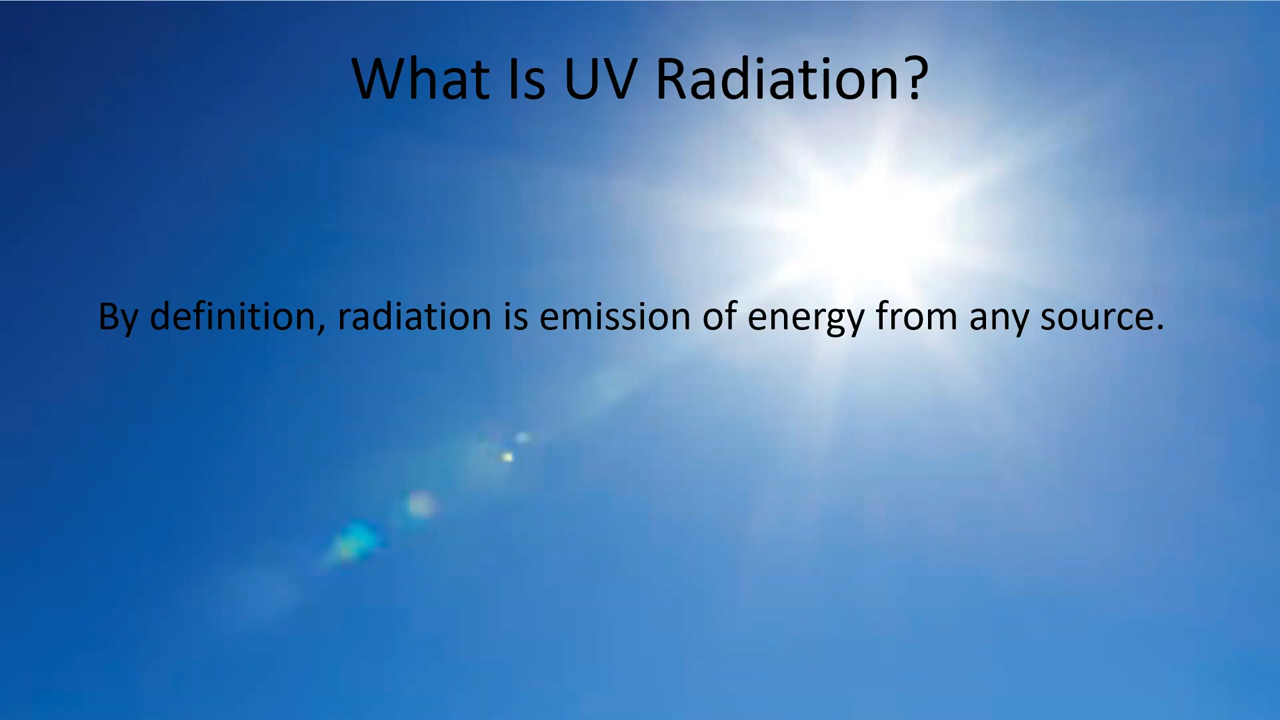 What Is UV Radiation?
By definition, radiation is emission of energy from any source.